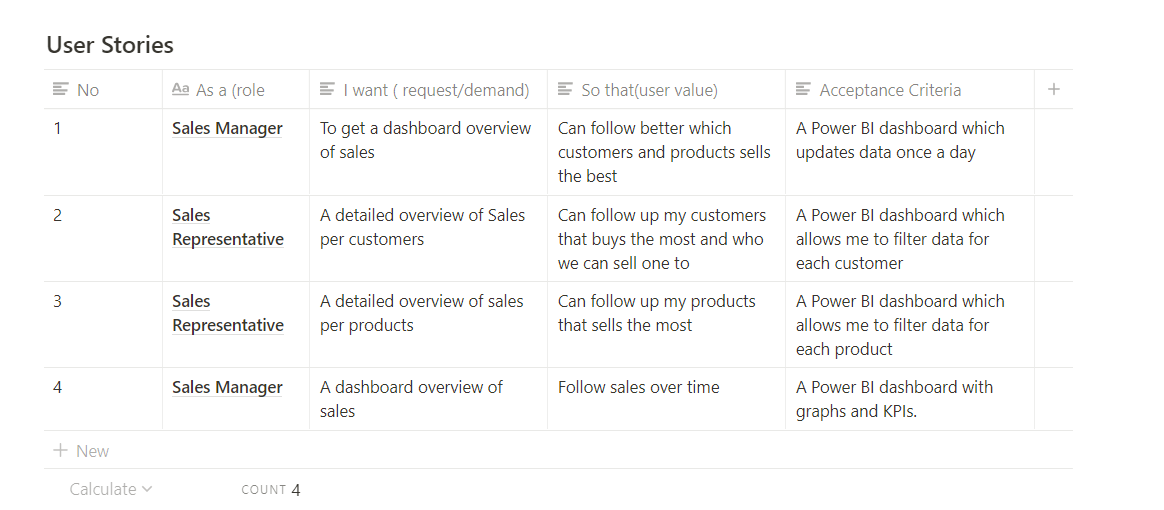 User Stories
No
Aa As a (role
I want ( request/demand)
So that(user value)
Acceptance Criteria
+
1
Sales Manager
To get a dashboard overview
of sales
Can follow better which
customers and products sells
the best
A Power BI dashboard which
updates data once a day
2
Sales
Representative
A detailed overview of Sales
per customers
Can follow up my customers
that buys the most and who
we can sell one to
A Power BI dashboard which
allows me to filter data for
each customer
3
Sales
Representative
A detailed overview of sales
per products
Can follow up my products
that sells the most
A Power BI dashboard which
allows me to filter data for
each product
4
Sales Manager
A dashboard overview of
sales
Follow sales over time
A Power BI dashboard with
graphs and KPIs.
+ New
Calculate
COUNT 4